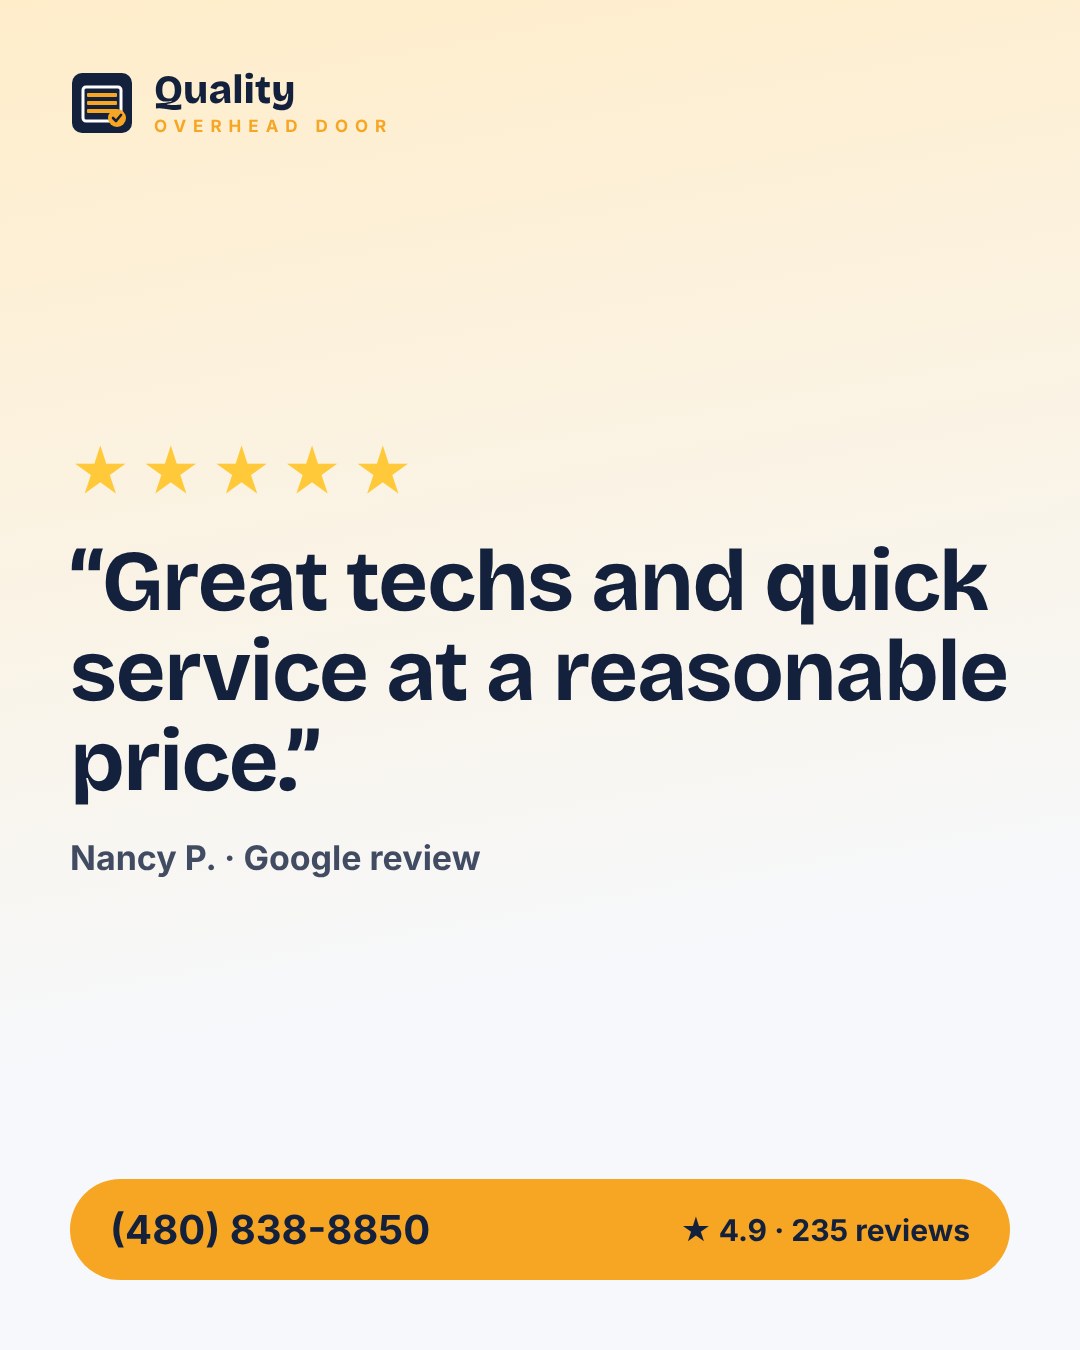 Quality
OVERHEAD DOOR
★★★★★
“Great techs and quick
service at a reasonable
price.”
Nancy P. · Google review
(480) 838-8850
★ 4.9 · 235 reviews